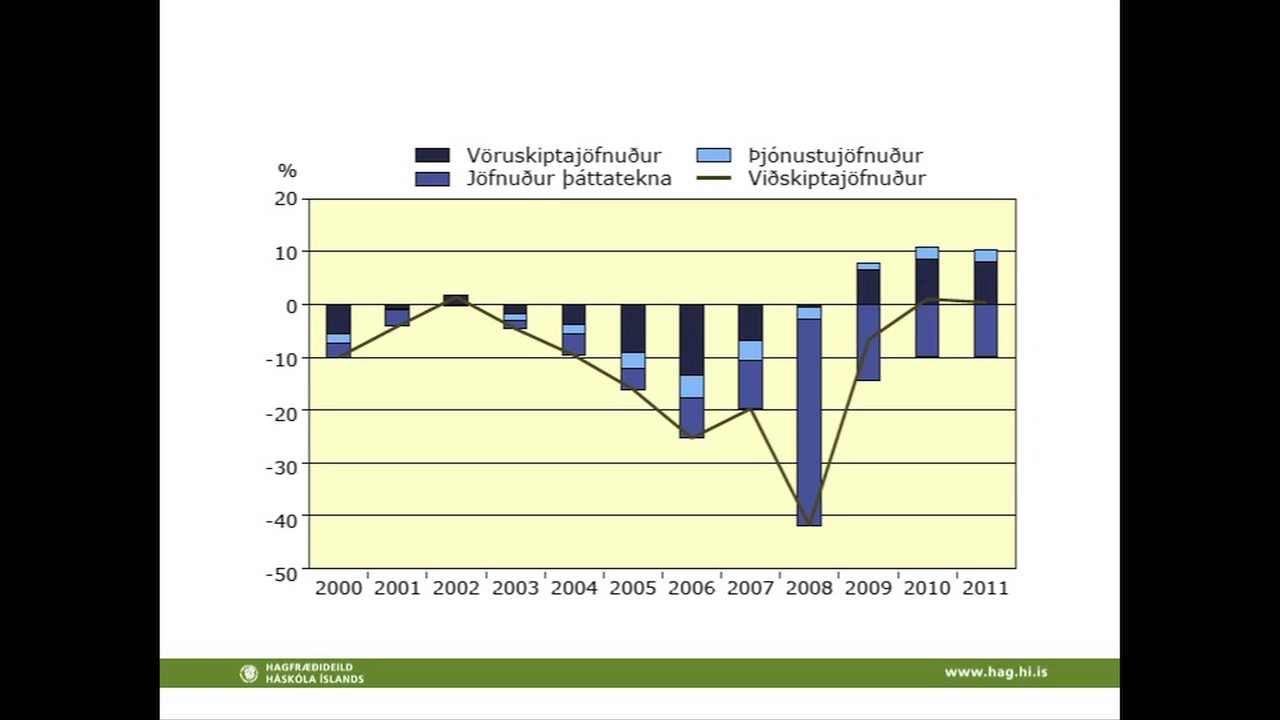 Vöruskiptajöfnuður
Þjónustujöfnuður
Jöfnuður þáttatekna
Viðskiptajöfnuður
%
20
10
0
-10
-20
-30
-40
-50
2000 2001 2002 2003 2004 2005 2006 2007 2008 2009 2010 2011
HAGFRÆÐIDEILD
HÁSKÓLA ÍSLANDS
www.hag.hi.is